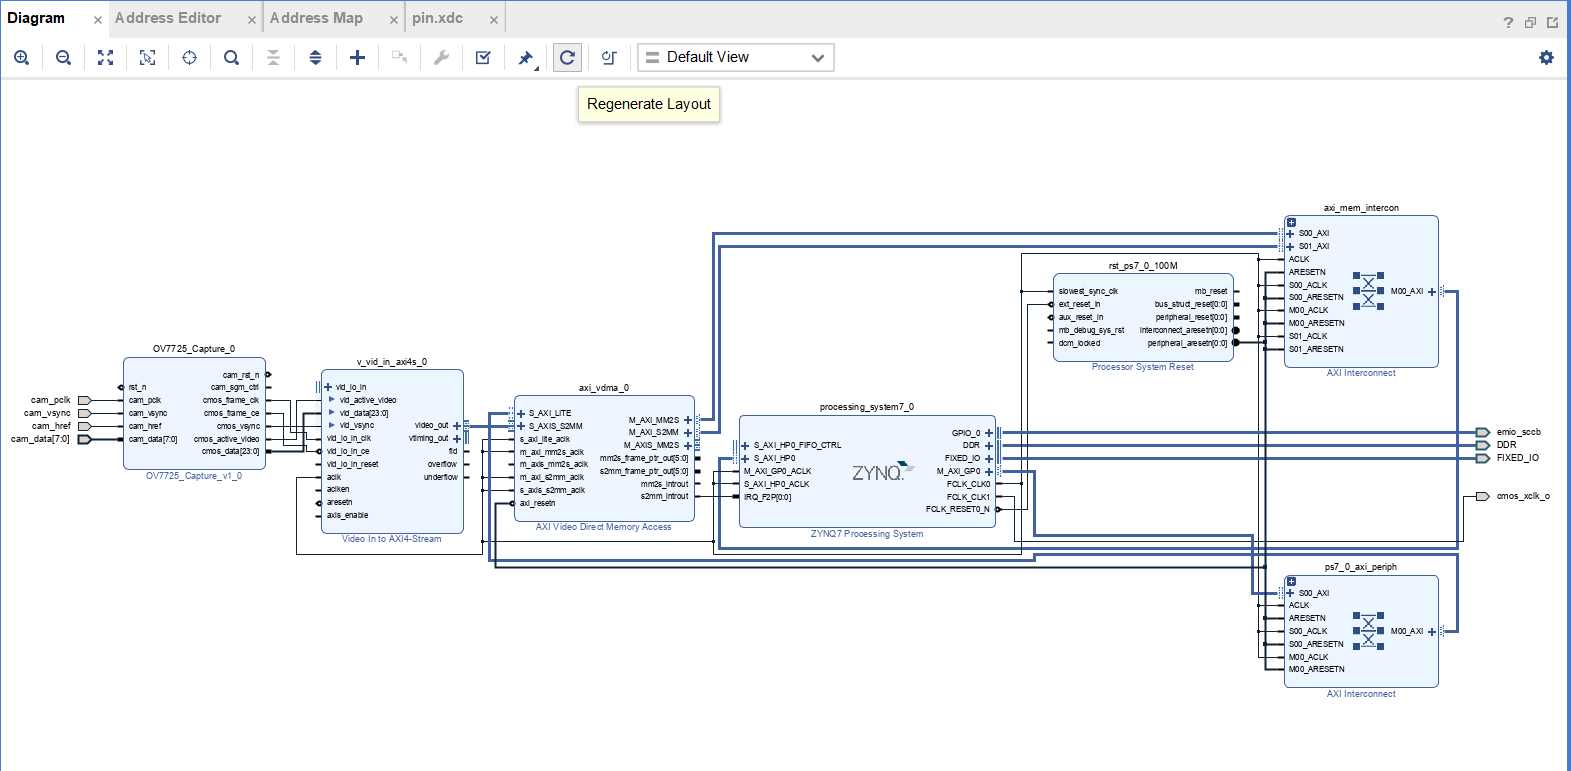 Diagram × Address Editor × Address Map × pin.xdc ×
?
Default View
Regenerate Layout
axi_mem_intercon
S00_AXI
S01_AXI
ACLK
ARESETN
S00_ACLK
S00_ARESETN
M00_ACLK
M00_ARESETN
S01_ACLK
S01_ARESETN
M00_AXI
AXI Interconnect
rst_ps7_0_100M
slowest_sync_clk
ext_reset_in
aux_reset_in
mb_debug_sys_rst
dcm_locked
mb_reset
bus_struct_reset[0:0]
peripheral_reset[0:0]
interconnect_aresetn[0:0]
peripheral_aresetn[0:0]
Processor System Reset
cam_pclk
cam_vsync
cam_href
cam_data[7:0]
OV7725_Capture_0
rst_n
cam_pclk
cam_vsync
cam_href
cam_data[7:0]
cam_rst_n
cam_sgm_ctrl
cmos_frame_clk
cmos_frame_ce
cmos_vsync
cmos_active_video
cmos_data[23:0]
OV7725_Capture_v1_0
v_vid_in_axi4s_0
vid_io_in
vid_active_video
vid_data[23:0]
vid_vsync
vid_io_in_clk
vid_io_in_ce
vid_io_in_reset
aclk
aclken
aresetn
axis_enable
video_out
vtiming_out
fid
overflow
underflow
Video In to AXI4-Stream
axi_vdma_0
S_AXI_LITE
S_AXIS_S2MM
s_axi_lite_aclk
m_axi_mm2s_aclk
m_axis_mm2s_aclk
m_axi_s2mm_aclk
s_axis_s2mm_aclk
axi_resetn
M_AXI_MM2S
M_AXI_S2MM
M_AXIS_MM2S
mm2s_frame_ptr_out[5:0]
s2mm_frame_ptr_out[5:0]
mm2s_introut
s2mm_introut
AXI Video Direct Memory Access
processing_system7_0
S_AXI_HP0_FIFO_CTRL
S_AXI_HP0
M_AXI_GP0_ACLK
S_AXI_HP0_ACLK
IRQ_F2P[0:0]
ZYNQ
GPIO_0
DDR
FIXED_IO
M_AXI_GP0
FCLK_CLK0
FCLK_CLK1
FCLK_RESET0_N
ZYNQ7 Processing System
emio_sccb
DDR
FIXED_IO
cmos_xclk_o
ps7_0_axi_periph
S00_AXI
ACLK
ARESETN
S00_ACLK
S00_ARESETN
M00_ACLK
M00_ARESETN
M00_AXI
AXI Interconnect